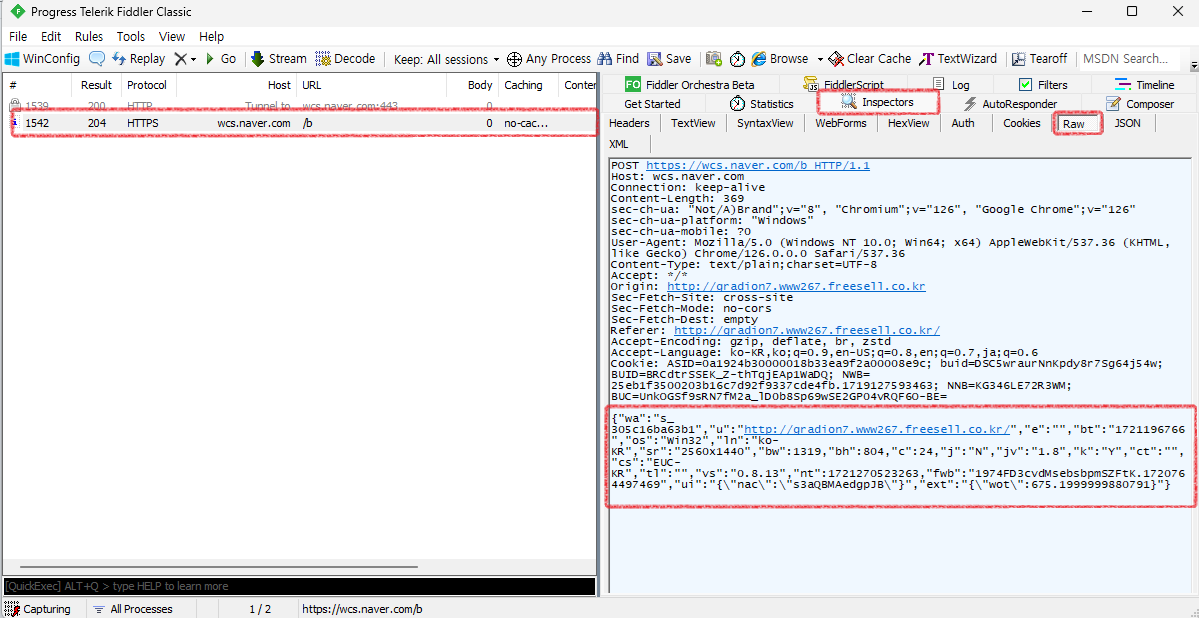 Progress Telerik Fiddler Classic
File Edit Rules Tools View Help
WinConfig Replay Go Stream Decode Keep: All sessions Any Process Find Save Browse Clear Cache TextWizard Tearoff MSDN Search...
# Result Protocol Host URL Body Caching Conter
1539 200 HTTP Tunnel to wcs.naver.com:443 0
1542 204 HTTPS wcs.naver.com /b 0 no-cac...
FO Fiddler Orchestra Beta FiddlerScript Log Filters Timeline
Get Started Statistics Inspectors AutoResponder Composer
Headers TextView SyntaxView WebForms HexView Auth Cookies Raw JSON
XML
POST https://wcs.naver.com/b HTTP/1.1
Host: wcs.naver.com
Connection: keep-alive
Content-Length: 369
sec-ch-ua: "Not/A)Brand";v="8", "Chromium";v="126", "Google Chrome";v="126"
sec-ch-ua-platform: "Windows"
sec-ch-ua-mobile: ?0
User-Agent: Mozilla/5.0 (Windows NT 10.0; Win64; x64) AppleWebKit/537.36 (KHTML,
like Gecko) Chrome/126.0.0.0 Safari/537.36
Content-Type: text/plain;charset=UTF-8
Accept: */*
Origin: http://gradion7.www267.freesell.co.kr
Sec-Fetch-Site: cross-site
Sec-Fetch-Mode: no-cors
Sec-Fetch-Dest: empty
Referer: http://gradion7.www267.freesell.co.kr/
Accept-Encoding: gzip, deflate, br, zstd
Accept-Language: ko-KR,ko;q=0.9,en-US;q=0.8,en;q=0.7,ja;q=0.6
Cookie: ASID=0a1924b30000018b33ea9f2a00008e9c; buid=DSC5wraurNnKpdy8r7Sg64j54w;
BUID=BRCdtrSSEK_Z-thTqjEAp1WaDQ; NWB=
25eb1f3500203b16c7d92f9337cde4fb.1719127593463; NNB=KG346LE72R3WM;
BUC=UnkOGSf9sRN7fM2a_lDOb8Sp69wSE2GPO4vRQF6O-BE=
{"wa":"s_
305c16ba63b1","u":"http://gradion7.www267.freesell.co.kr/","e":"","bt":"1721196766
","os":"Win32","ln":"ko-
KR","sr":"2560x1440","bw":1319,"bh":804,"c":24,"j":"N","jv":"1.8","k":"Y","ct":"",
"cs":"EUC-
KR","tl":"","vs":"0.8.13","nt":1721270523263,"fwb":"1974FD3cvdMsebsbpmSZFtK.172076
4497469","ui":"{\"nac\":\"s3aQBMAedgpJB\"}","ext":"{\"wot\":675.1999999880791}"}
[QuickExec] ALT+Q > type HELP to learn more
Capturing All Processes 1 / 2 https://wcs.naver.com/b